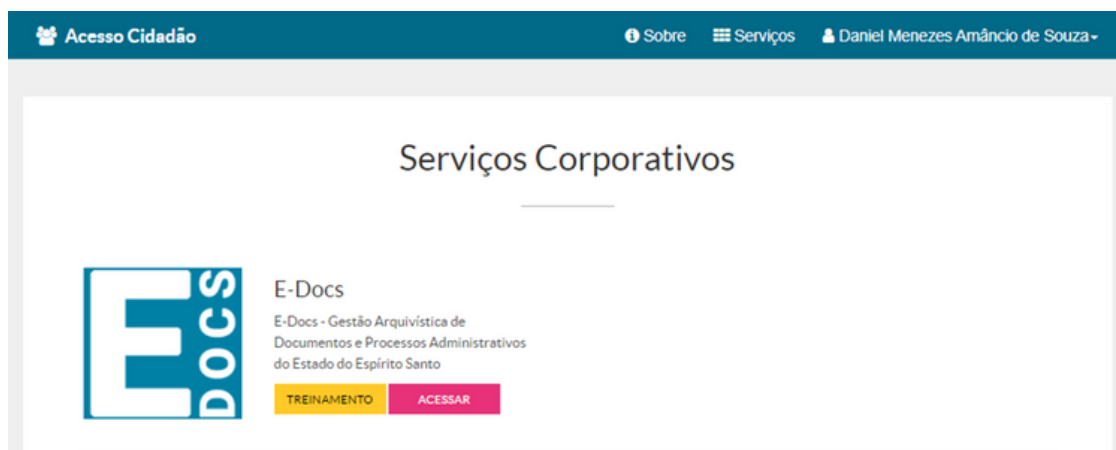 Acesso Cidadão
Sobre
Serviços
Daniel Menezes Amâncio de Souza
Serviços Corporativos
E DOCS
E-Docs
E-Docs - Gestão Arquivística de
Documentos e Processos Administrativos
do Estado do Espírito Santo
TREINAMENTO
ACESSAR